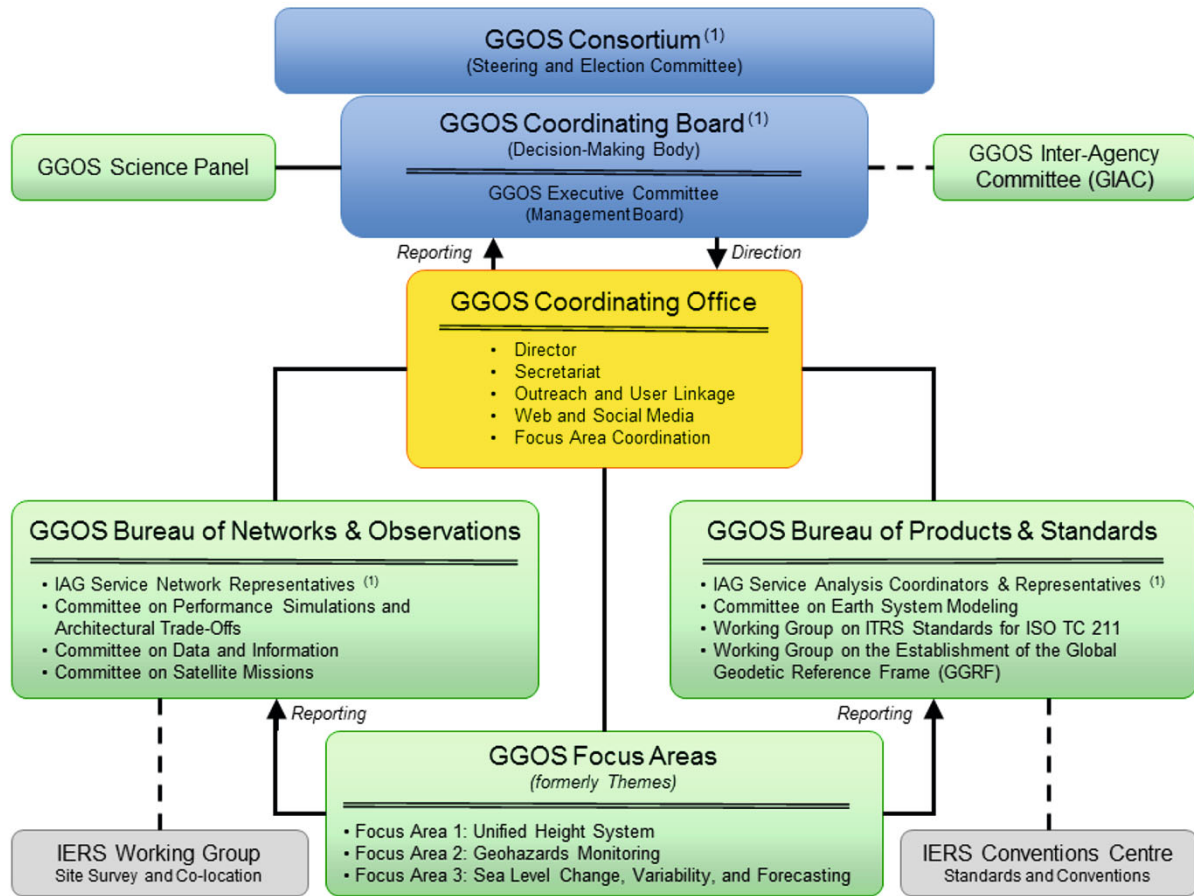 GGOS Consortium (1)
(Steering and Election Committee)
GGOS Coordinating Board (1)
(Decision-Making Body)
GGOS Executive Committee
(Management Board)
GGOS Science Panel
GGOS Inter-Agency
Committee (GIAC)
Reporting
Direction
GGOS Coordinating Office
• Director
• Secretariat
• Outreach and User Linkage
• Web and Social Media
• Focus Area Coordination
GGOS Bureau of Networks & Observations
• IAG Service Network Representatives (1)
• Committee on Performance Simulations and
Architectural Trade-Offs
• Committee on Data and Information
• Committee on Satellite Missions
GGOS Bureau of Products & Standards
• IAG Service Analysis Coordinators & Representatives (1)
• Committee on Earth System Modeling
• Working Group on ITRS Standards for ISO TC 211
• Working Group on the Establishment of the Global
Geodetic Reference Frame (GGRF)
Reporting
Reporting
GGOS Focus Areas
(formerly Themes)
• Focus Area 1: Unified Height System
• Focus Area 2: Geohazards Monitoring
• Focus Area 3: Sea Level Change, Variability, and Forecasting
IERS Working Group
Site Survey and Co-location
IERS Conventions Centre
Standards and Conventions